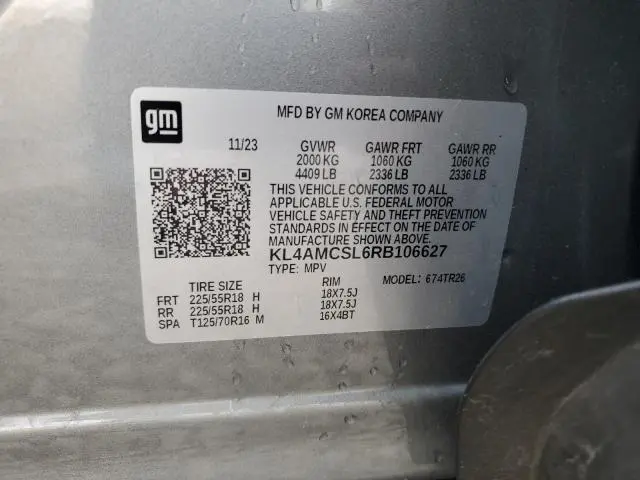 gm
MFD BY GM KOREA COMPANY
11/23 GVWR GAWR FRT GAWR RR
2000 KG 1060 KG 1060 KG
4409 LB 2336 LB 2336 LB
THIS VEHICLE CONFORMS TO ALL
APPLICABLE U.S. FEDERAL MOTOR
VEHICLE SAFETY AND THEFT PREVENTION
STANDARDS IN EFFECT ON THE DATE OF
MANUFACTURE SHOWN ABOVE.
KL4AMCSL6RB106627
TYPE: MPV MODEL: 674TR26
TIRE SIZE RIM
FRT 225/55R18 H 18X7.5J
RR 225/55R18 H 18X7.5J
SPA T125/70R16 M 16X4BT